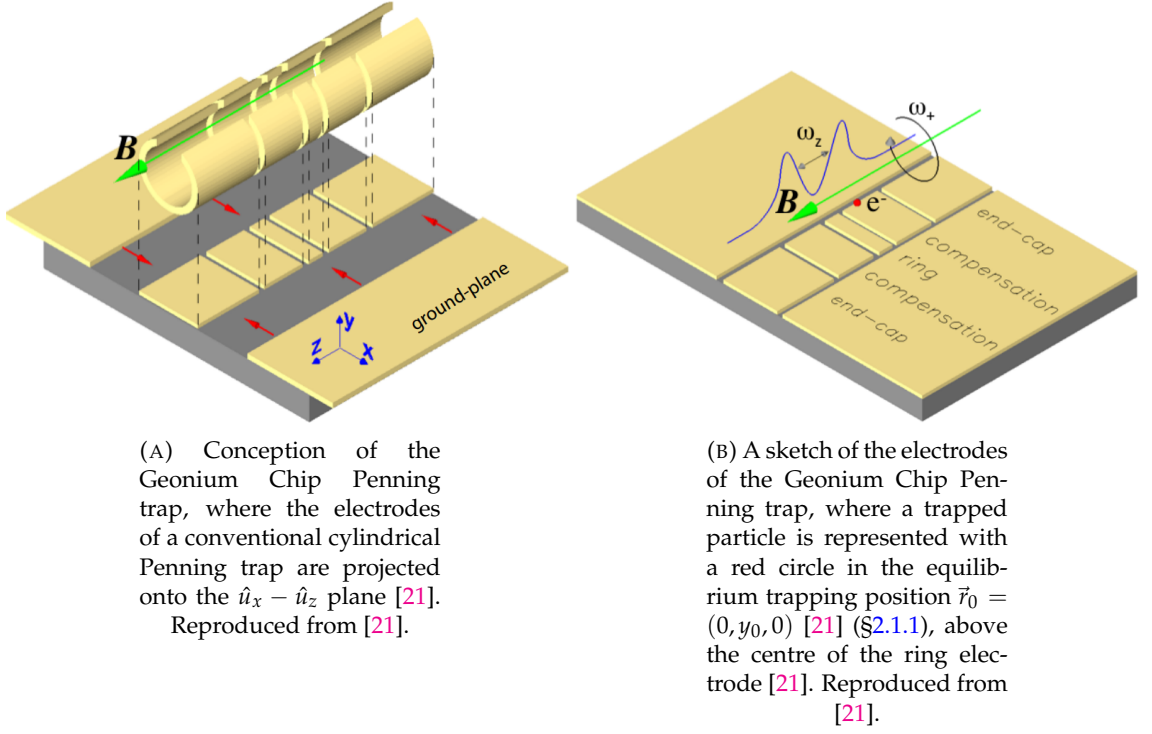 B
ground-plane
y
z
x
ω+
ωz
B
e-
end-cap
compensation
ring
compensation
end-cap
(A) Conception of the
Geonium Chip Penning
trap, where the electrodes
of a conventional cylindrical
Penning trap are projected
onto the ûx − ûz plane [21].
Reproduced from [21].
(B) A sketch of the electrodes
of the Geonium Chip Pen-
ning trap, where a trapped
particle is represented with
a red circle in the equilib-
rium trapping position r⃗0 =
(0, y0, 0) [21] (§2.1.1), above
the centre of the ring elec-
trode [21]. Reproduced from
[21].